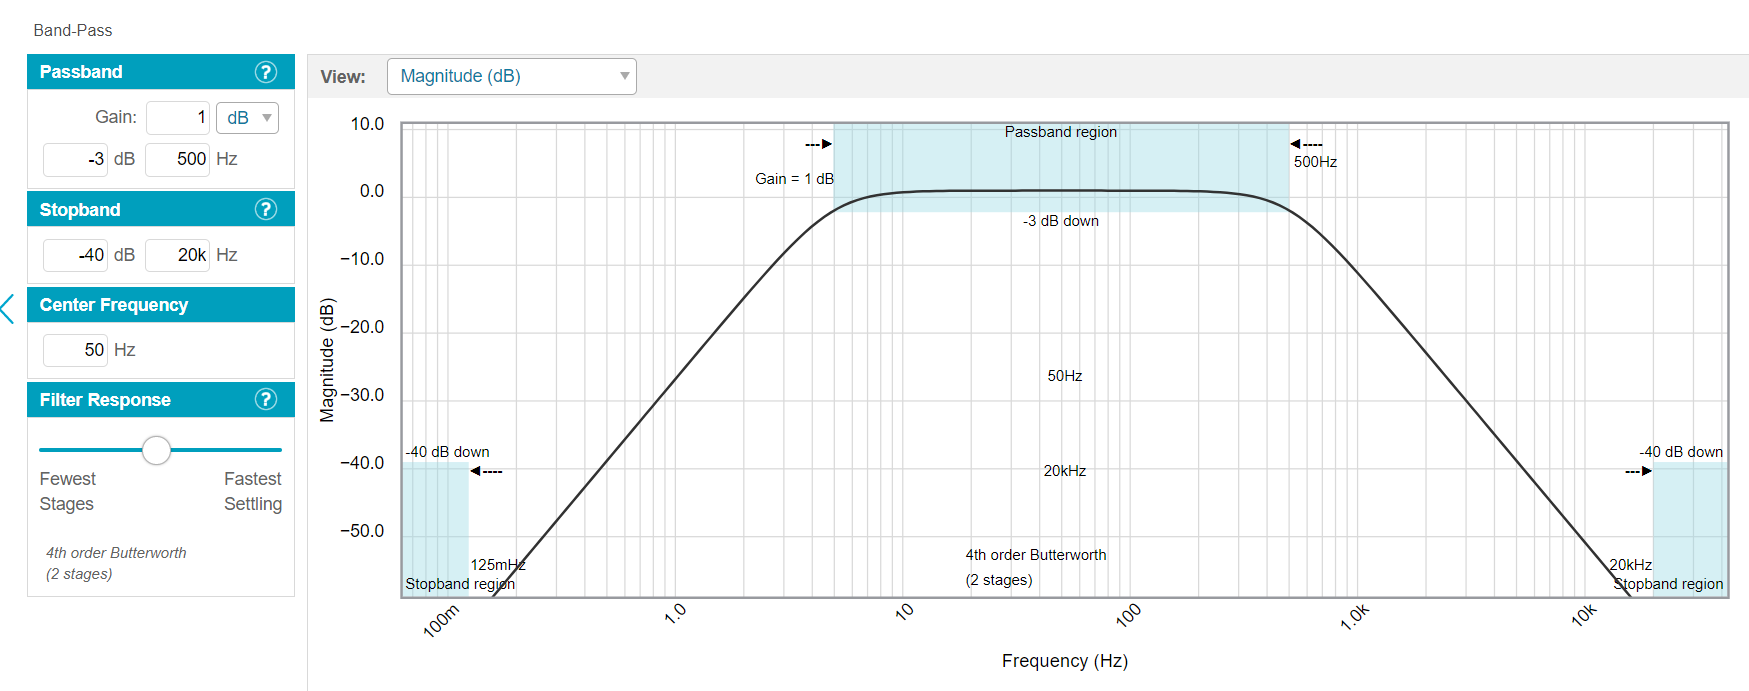 Band-Pass
Passband ?
Gain: 1 dB
-3 dB 500 Hz
Stopband ?
-40 dB 20k Hz
Center Frequency
50 Hz
Filter Response ?
Fewest Stages
Fastest Settling
4th order Butterworth
(2 stages)
View: Magnitude (dB)
10.0
0.0
−10.0
−20.0
−30.0
−40.0
−50.0
Magnitude (dB)
Passband region
---►
◄----
500Hz
Gain = 1 dB
-3 dB down
50Hz
-40 dB down
◄----
20kHz
-40 dB down
---►
125mHz
Stopband region
4th order Butterworth
(2 stages)
20kHz
Stopband region
100m
1.0
10
100
1.0k
10k
Frequency (Hz)